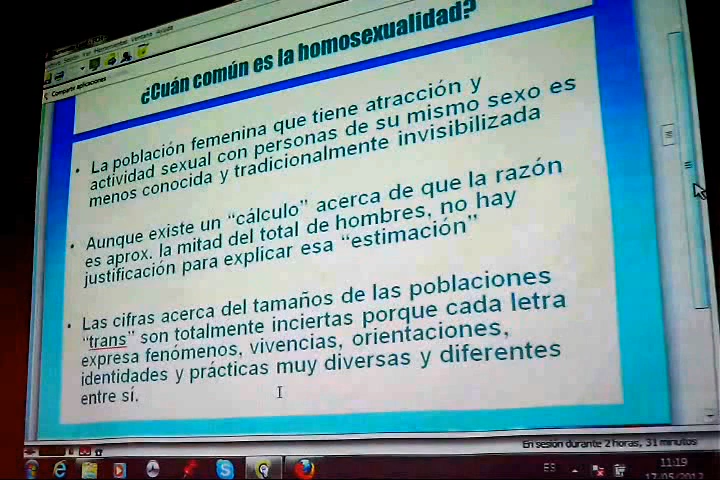 Compartir aplicaciones
¿Cuán común es la homosexualidad?
• La población femenina que tiene atracción y
actividad sexual con personas de su mismo sexo es
menos conocida y tradicionalmente invisibilizada
• Aunque existe un “cálculo” acerca de que la razón
es aprox. la mitad del total de hombres, no hay
justificación para explicar esa “estimación”
• Las cifras acerca del tamaños de las poblaciones
“trans” son totalmente inciertas porque cada letra
expresa fenómenos, vivencias, orientaciones,
identidades y prácticas muy diversas y diferentes
entre sí.
En sesión durante 2 horas, 31 minutos
ES
11:19